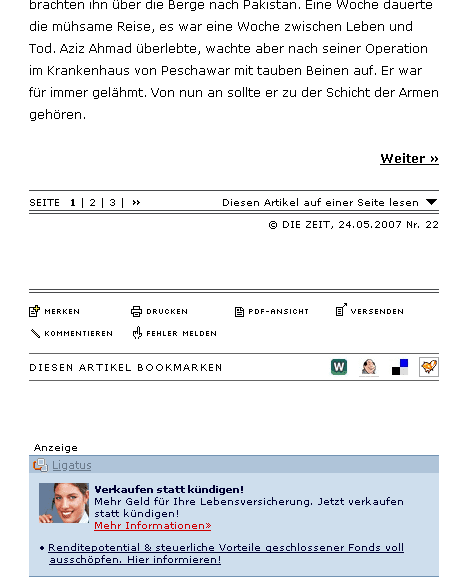 brachten ihn über die Berge nach Pakistan. Eine Woche dauerte
die mühsame Reise, es war eine Woche zwischen Leben und
Tod. Aziz Ahmad überlebte, wachte aber nach seiner Operation
im Krankenhaus von Peschawar mit tauben Beinen auf. Er war
für immer gelähmt. Von nun an sollte er zu der Schicht der Armen
gehören.
Weiter »
SEITE 1 | 2 | 3 | » Diesen Artikel auf einer Seite lesen
© DIE ZEIT, 24.05.2007 Nr. 22
MERKEN DRUCKEN PDF-ANSICHT VERSENDEN
KOMMENTIEREN FEHLER MELDEN
DIESEN ARTIKEL BOOKMARKEN W
Anzeige
Ligatus
Verkaufen statt kündigen!
Mehr Geld für Ihre Lebensversicherung. Jetzt verkaufen
statt kündigen!
Mehr Informationen»
• Renditepotential & steuerliche Vorteile geschlossener Fonds voll
ausschöpfen. Hier informieren!